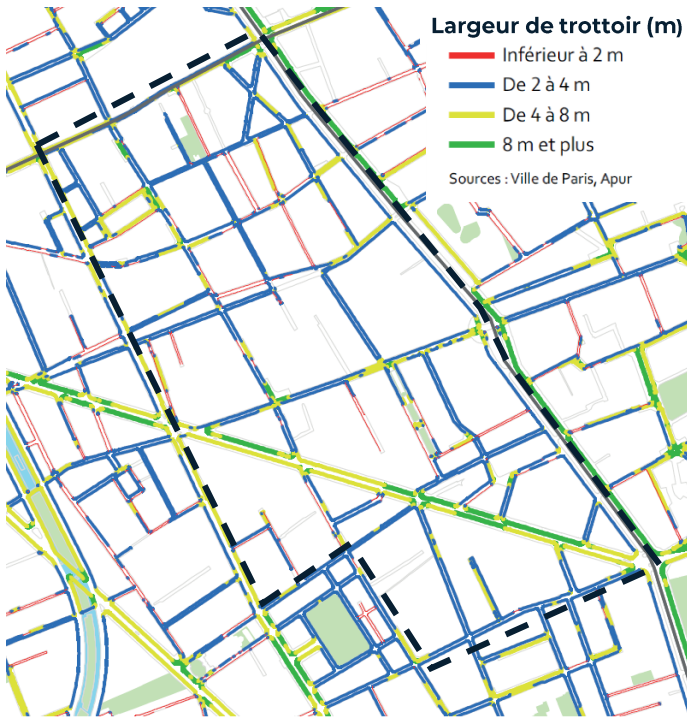 Largeur de trottoir (m)
Inférieur à 2 m
De 2 à 4 m
De 4 à 8 m
8 m et plus
Sources : Ville de Paris, Apur